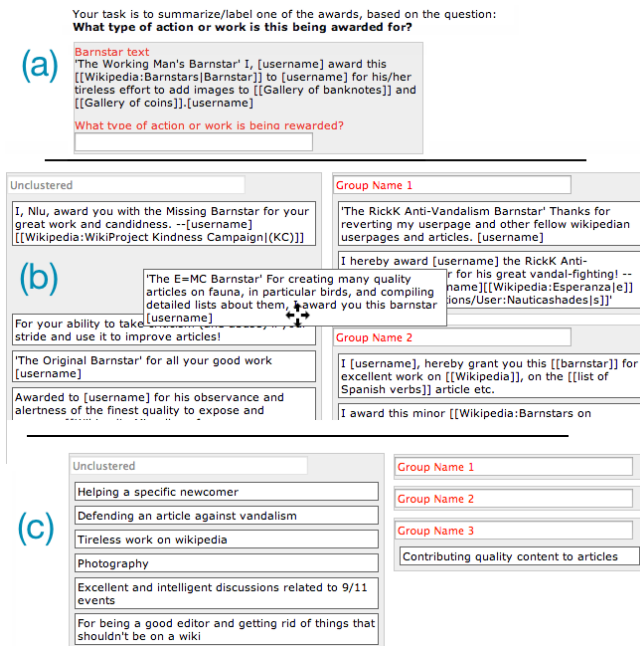 Your task is to summarize/label one of the awards, based on the question:
What type of action or work is this being awarded for?
(a)
Barnstar text
'The Working Man's Barnstar' I, [username] award this
[[Wikipedia:Barnstars|Barnstar]] to [username] for his/her
tireless effort to add images to [[Gallery of banknotes]] and
[[Gallery of coins]].[username]
What type of action or work is being rewarded?
(b)
Unclustered
I, Nlu, award you with the Missing Barnstar for your
great work and candidness. --[username]
[[Wikipedia:WikiProject Kindness Campaign|(KC)]]
'The E=MC Barnstar' For creating many quality
articles on fauna, in particular birds, and compiling
detailed lists about them, I award you this barnstar
[username]
For your ability to take
stride and use it to improve articles!
'The Original Barnstar' for all your good work
[username]
Awarded to [username] for his observance and
alertness of the finest quality to expose and
Group Name 1
'The RickK Anti-Vandalism Barnstar' Thanks for
reverting my userpage and other fellow wikipedian
userpages and articles. [username]
I hereby award [username] the RickK Anti-
r for his great vandal-fighting! --
name][[Wikipedia:Esperanza|e]]
ions/User:Nauticashades|s]]'
Group Name 2
I [username], hereby grant you this [[barnstar]] for
excellent work on [[Wikipedia]], on the [[list of
Spanish verbs]] article etc.
I award this minor [[Wikipedia:Barnstars on
(c)
Unclustered
Helping a specific newcomer
Defending an article against vandalism
Tireless work on wikipedia
Photography
Excellent and intelligent discussions related to 9/11
events
For being a good editor and getting rid of things that
shouldn't be on a wiki
Group Name 1
Group Name 2
Group Name 3
Contributing quality content to articles